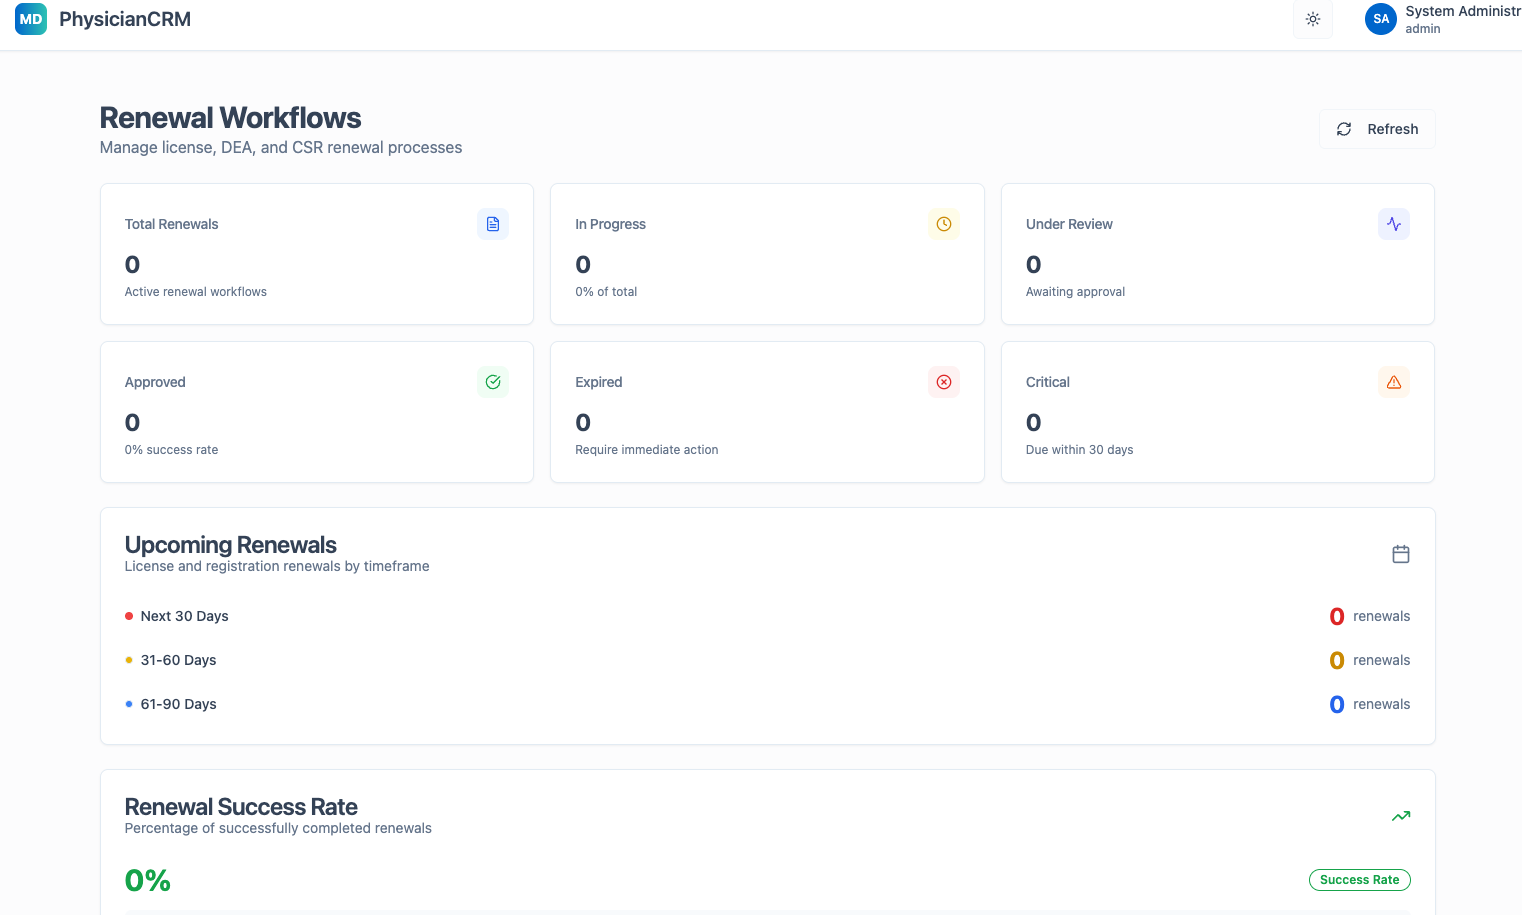 MD PhysicianCRM
SA System Administr
admin
Renewal Workflows
Manage license, DEA, and CSR renewal processes
Refresh
Total Renewals
0
Active renewal workflows
In Progress
0
0% of total
Under Review
0
Awaiting approval
Approved
0
0% success rate
Expired
0
Require immediate action
Critical
0
Due within 30 days
Upcoming Renewals
License and registration renewals by timeframe
Next 30 Days 0 renewals
31-60 Days 0 renewals
61-90 Days 0 renewals
Renewal Success Rate
Percentage of successfully completed renewals
0% Success Rate